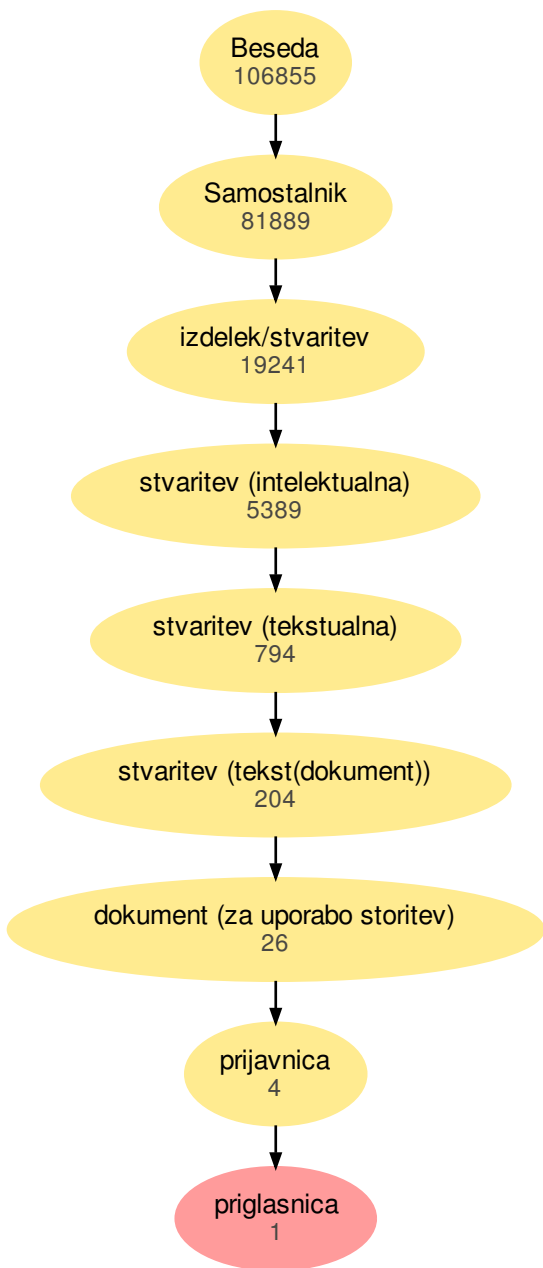 Beseda
106855
Samostalnik
81889
izdelek/stvaritev
19241
stvaritev (intelektualna)
5389
stvaritev (tekstualna)
794
stvaritev (tekst(dokument))
204
dokument (za uporabo storitev)
26
prijavnica
4
priglasnica
1